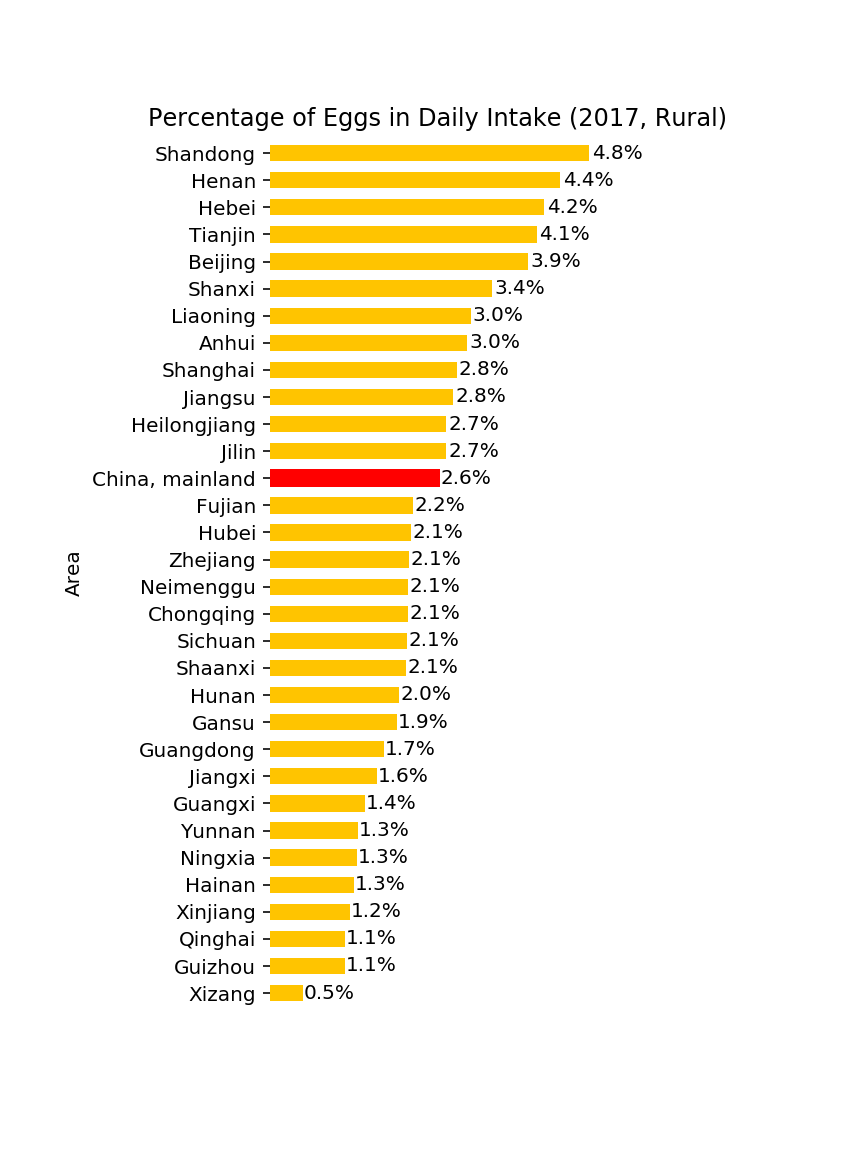 Percentage of Eggs in Daily Intake (2017, Rural)
Shandong 4.8%
Henan 4.4%
Hebei 4.2%
Tianjin 4.1%
Beijing 3.9%
Shanxi 3.4%
Liaoning 3.0%
Anhui 3.0%
Shanghai 2.8%
Jiangsu 2.8%
Heilongjiang 2.7%
Jilin 2.7%
China, mainland 2.6%
Fujian 2.2%
Hubei 2.1%
Zhejiang 2.1%
Neimenggu 2.1%
Chongqing 2.1%
Sichuan 2.1%
Shaanxi 2.1%
Hunan 2.0%
Gansu 1.9%
Guangdong 1.7%
Jiangxi 1.6%
Guangxi 1.4%
Yunnan 1.3%
Ningxia 1.3%
Hainan 1.3%
Xinjiang 1.2%
Qinghai 1.1%
Guizhou 1.1%
Xizang 0.5%
Area